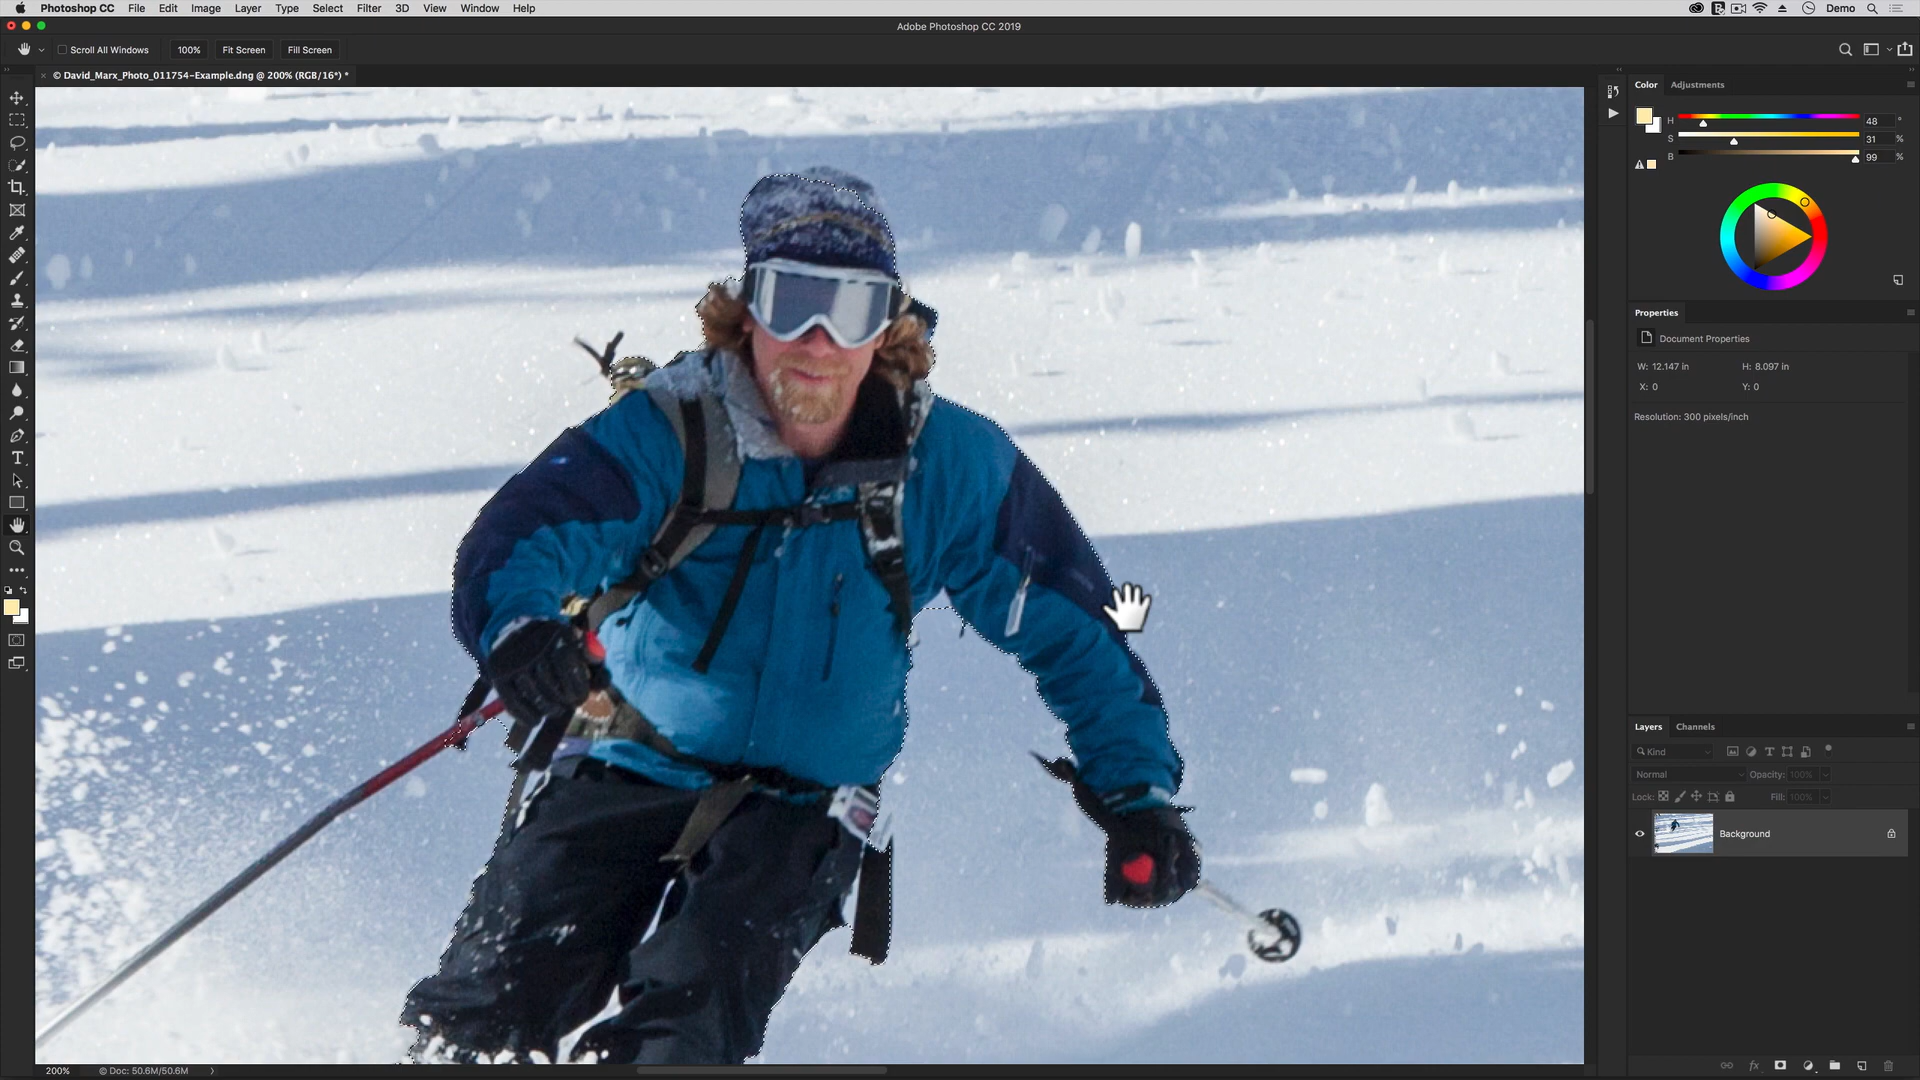 Photoshop CC File Edit Image Layer Type Select Filter 3D View Window Help Demo
Adobe Photoshop CC 2019
Scroll All Windows 100% Fit Screen Fill Screen
× © David_Marx_Photo_011754-Example.dng @ 200% (RGB/16*) *
Color Adjustments
H 48 °
S 31 %
B 99 %
Properties
Document Properties
W: 12.147 in H: 8.097 in
X: 0 Y: 0
Resolution: 300 pixels/inch
Layers Channels
Kind
Normal Opacity: 100%
Lock: Fill: 100%
Background
fx
200% © Doc: 50.6M/50.6M